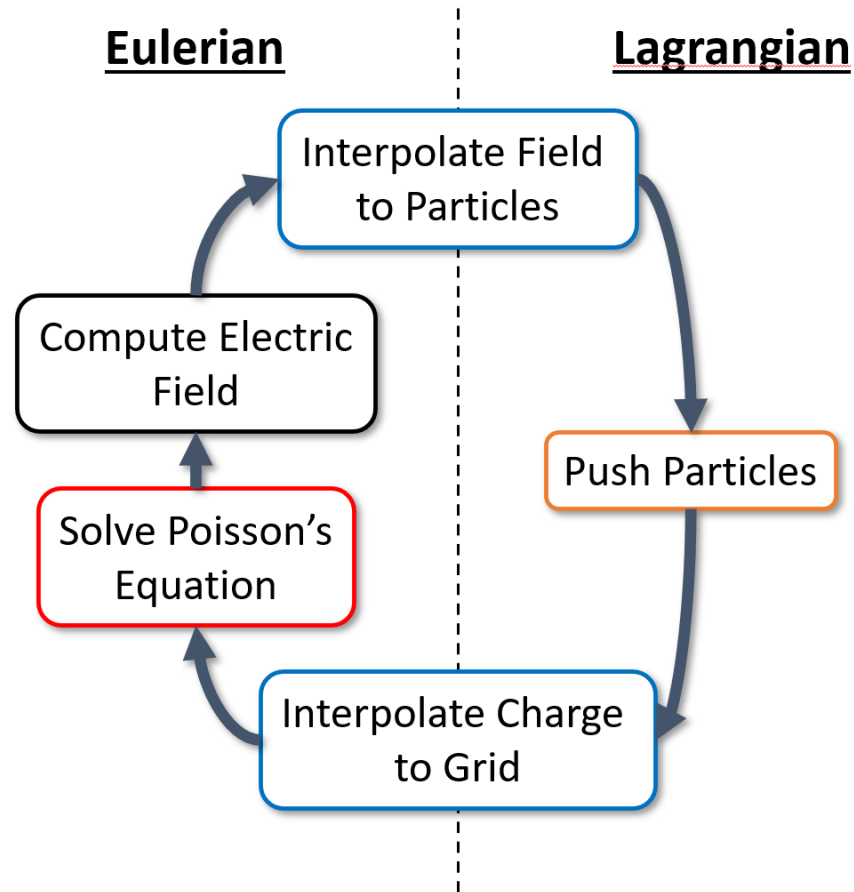 Eulerian
Lagrangian
Interpolate Field
to Particles
Compute Electric
Field
Push Particles
Solve Poisson’s
Equation
Interpolate Charge
to Grid